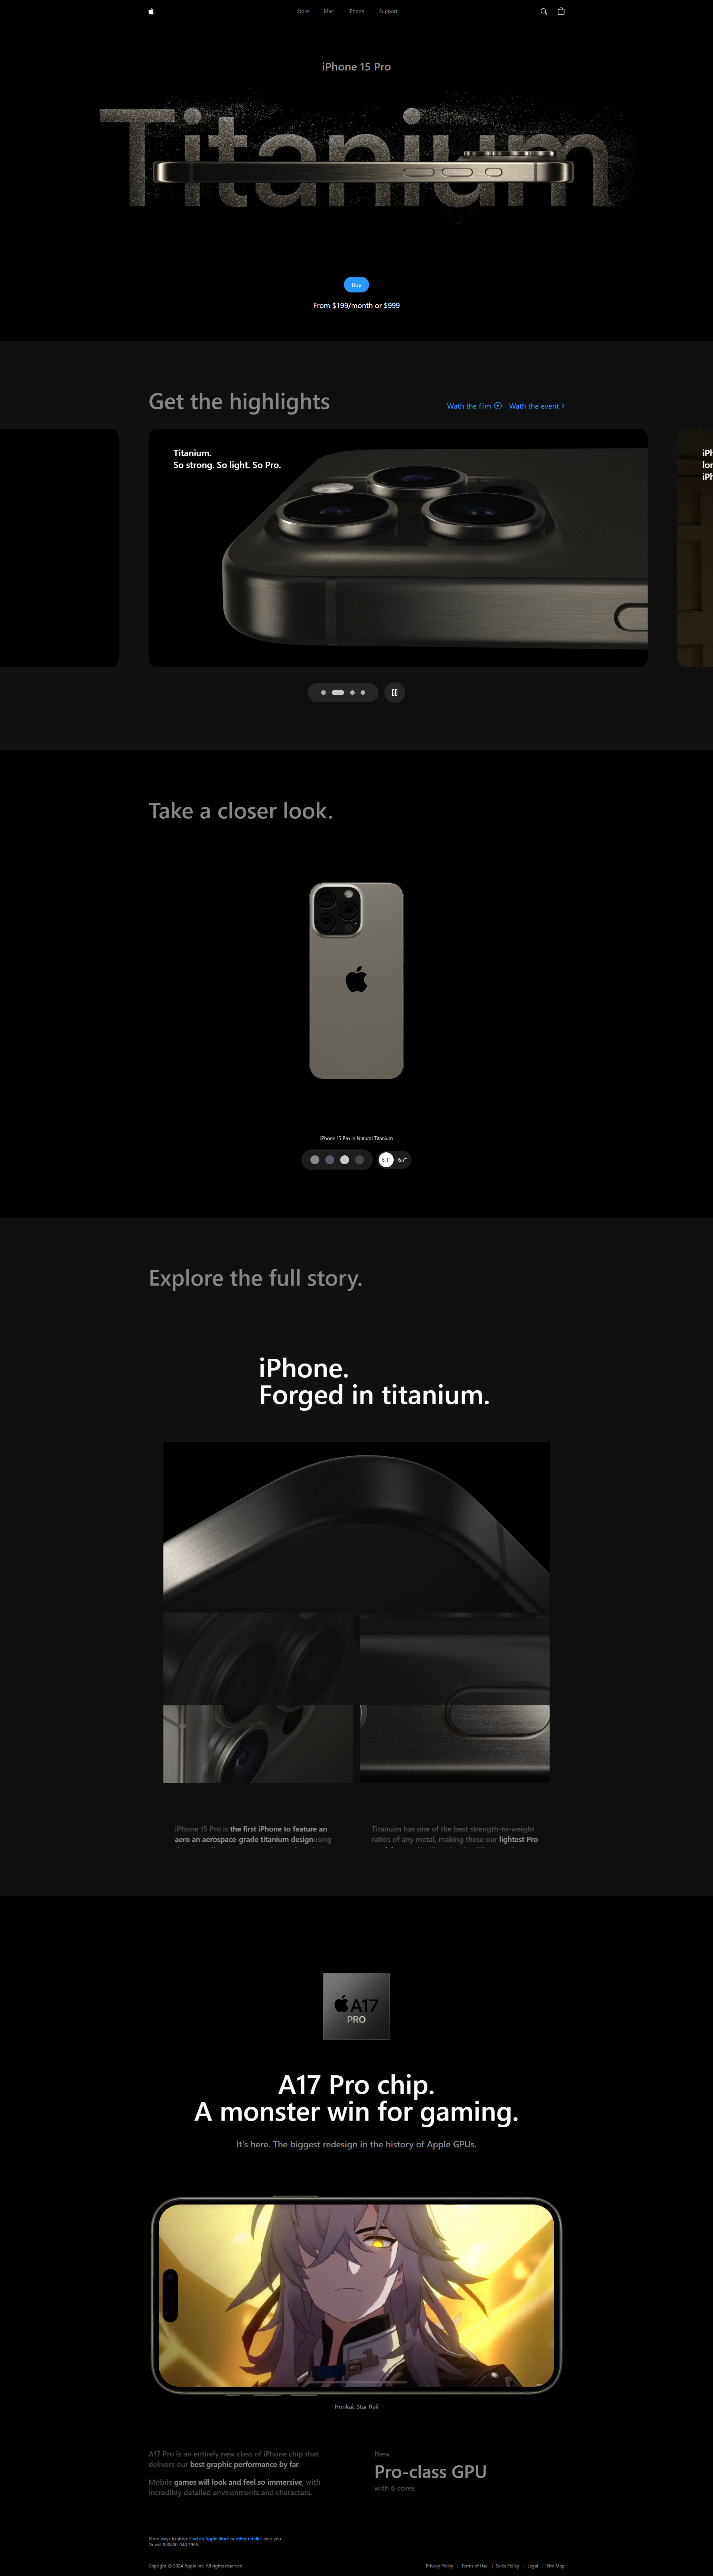 Store Mac iPhone Support
iPhone 15 Pro
Titanium
Buy
From $199/month or $999
Get the highlights
Wath the film Wath the event ›
Titanium.
So strong. So light. So Pro.
iPh
lon
iPh
Take a closer look.
iPhone 15 Pro in Natural Titanium
6.1" 6.7"
Explore the full story.
iPhone.
Forged in titanium.
iPhone 15 Pro is the first iPhone to feature an
aero an aerospace-grade titanium designusing
Titanuim has one of the best strength-to-weight
ratios of any metal, making these our lightest Pro
A17
PRO
A17 Pro chip.
A monster win for gaming.
It's here. The biggest redesign in the history of Apple GPUs.
Honkai: Star Rail
A17 Pro is an entirely new class of iPhone chip that
delivers our best graphic performance by far.
Mobile games will look and feel so immersive, with
incredibly detailed environments and characters.
New
Pro-class GPU
with 6 cores
More ways to shop: Find an Apple Store or other retailer near you.
Or call 000800-040-1966
Copright @ 2024 Apple Inc. All rights reserved.
Privacy Policy | Terms of Use | Sales Policy | Legal | Site Map